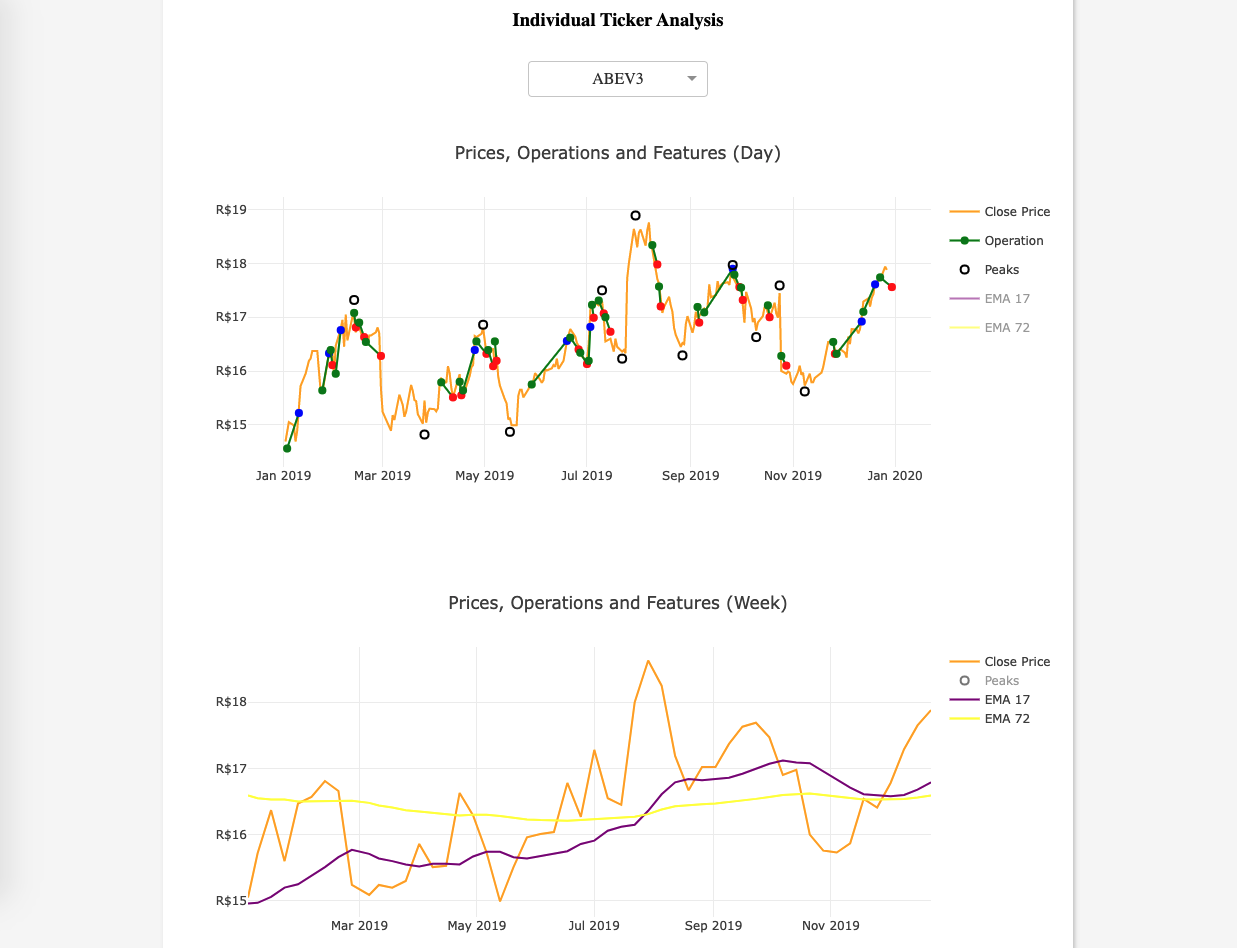 Individual Ticker Analysis
ABEV3
Prices, Operations and Features (Day)
R$19
R$18
R$17
R$16
R$15
Jan 2019
Mar 2019
May 2019
Jul 2019
Sep 2019
Nov 2019
Jan 2020
Close Price
Operation
Peaks
EMA 17
EMA 72
Prices, Operations and Features (Week)
R$18
R$17
R$16
R$15
Mar 2019
May 2019
Jul 2019
Sep 2019
Nov 2019
Close Price
Peaks
EMA 17
EMA 72